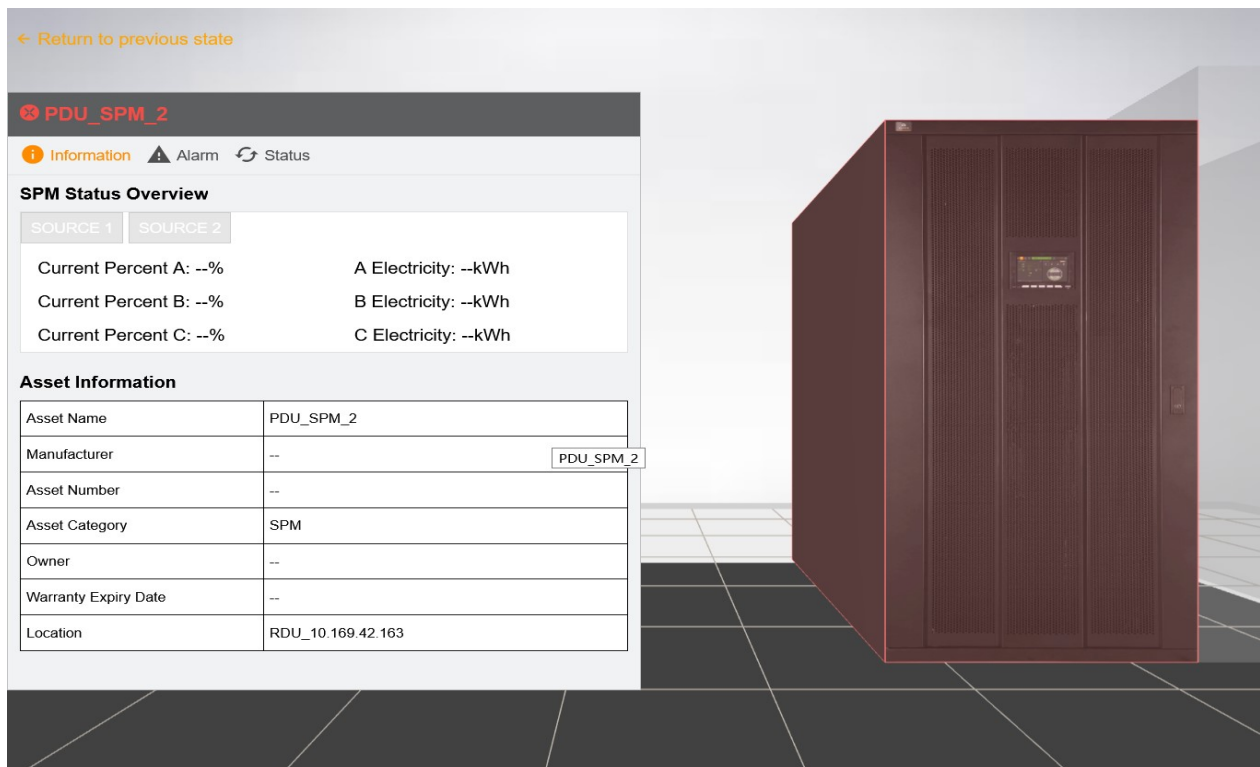 ← Return to previous state
PDU_SPM_2
Information Alarm Status
SPM Status Overview
SOURCE 1 SOURCE 2
Current Percent A: --% A Electricity: --kWh
Current Percent B: --% B Electricity: --kWh
Current Percent C: --% C Electricity: --kWh
Asset Information
Asset Name PDU_SPM_2
Manufacturer --
PDU_SPM_2
Asset Number --
Asset Category SPM
Owner --
Warranty Expiry Date --
Location RDU_10.169.42.163